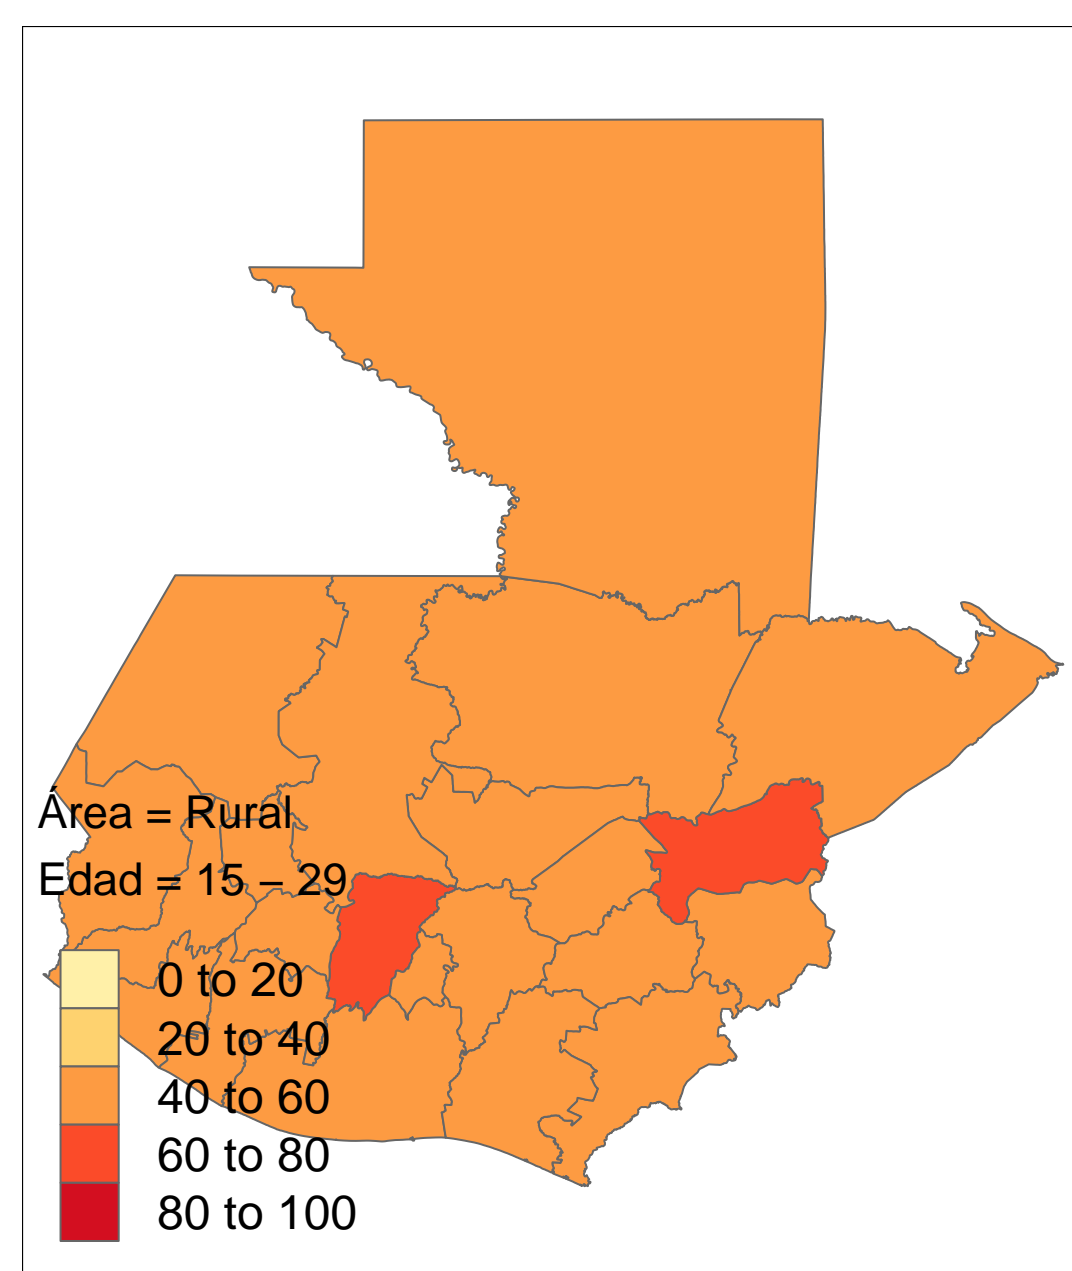 Área = Rural
Edad = 15 – 29
0 to 20
20 to 40
40 to 60
60 to 80
80 to 100